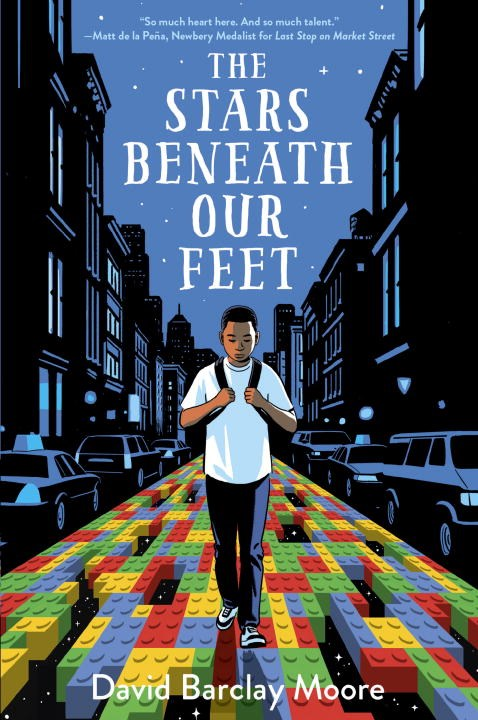 “So much heart here. And so much talent.”
—Matt de la Peña, Newbery Medalist for Last Stop on Market Street
THE
STARS
BENEATH
OUR
FEET
David Barclay Moore